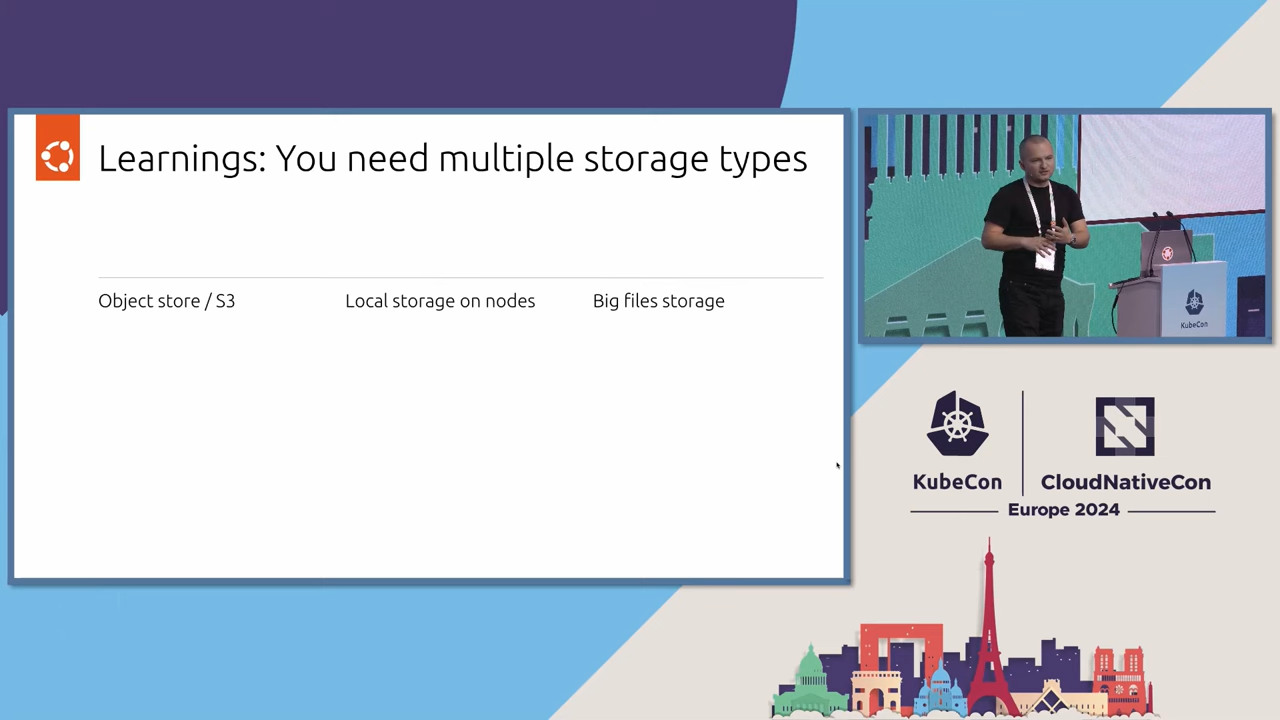 Learnings: You need multiple storage types
Object store / S3
Local storage on nodes
Big files storage
KubeCon
KubeCon
CloudNativeCon
Europe 2024